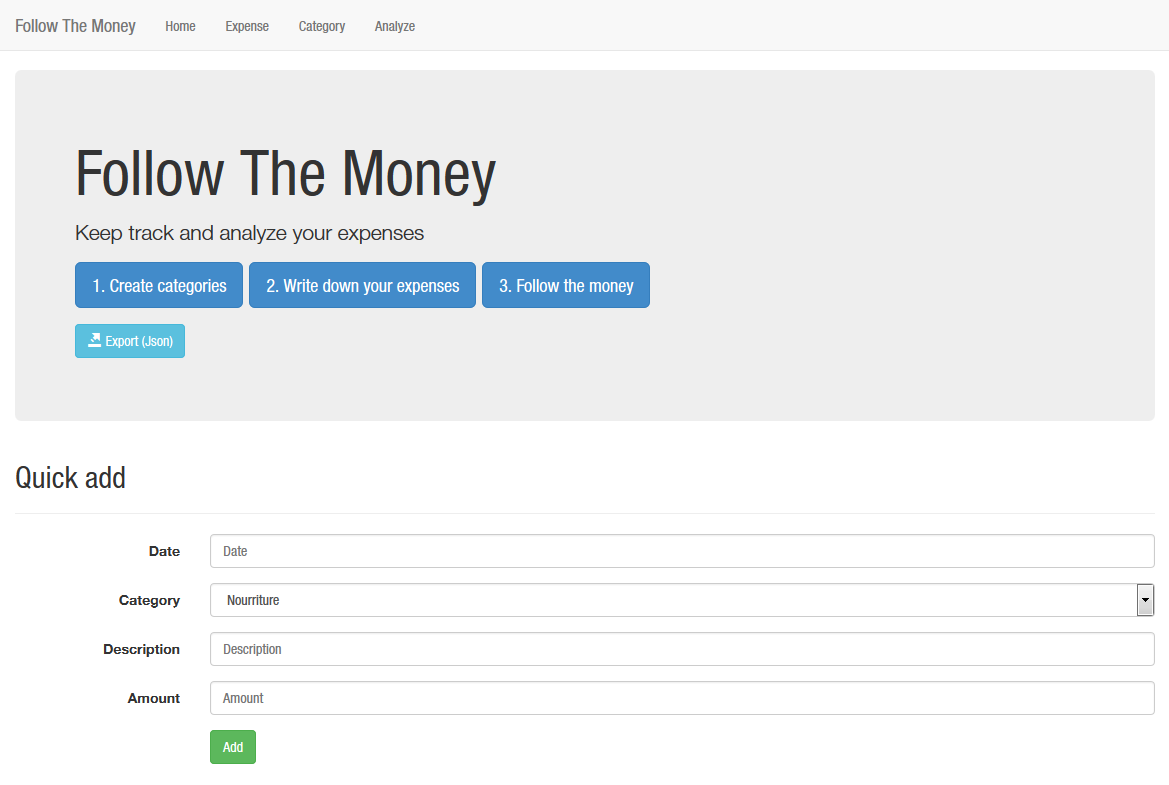 Follow The Money Home Expense Category Analyze
Follow The Money
Keep track and analyze your expenses
1. Create categories 2. Write down your expenses 3. Follow the money
Export (Json)
Quick add
Date Date
Category Nourriture
Description Description
Amount Amount
Add